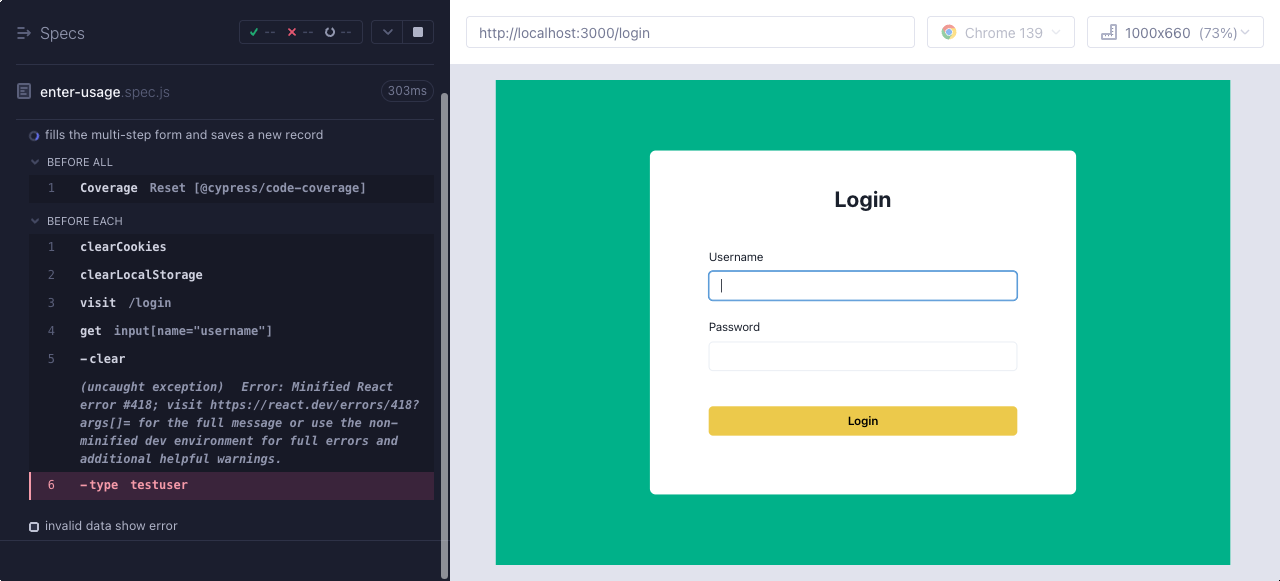 Specs
-- -- --
enter-usage.spec.js 303ms
fills the multi-step form and saves a new record
BEFORE ALL
1 Coverage Reset [@cypress/code-coverage]
BEFORE EACH
1 clearCookies
2 clearLocalStorage
3 visit /login
4 get input[name="username"]
5 -clear
(uncaught exception) Error: Minified React
error #418; visit https://react.dev/errors/418?
args[]= for the full message or use the non-
minified dev environment for full errors and
additional helpful warnings.
6 -type testuser
invalid data show error
http://localhost:3000/login
Chrome 139
1000x660 (73%)
Login
Username
Password
Login